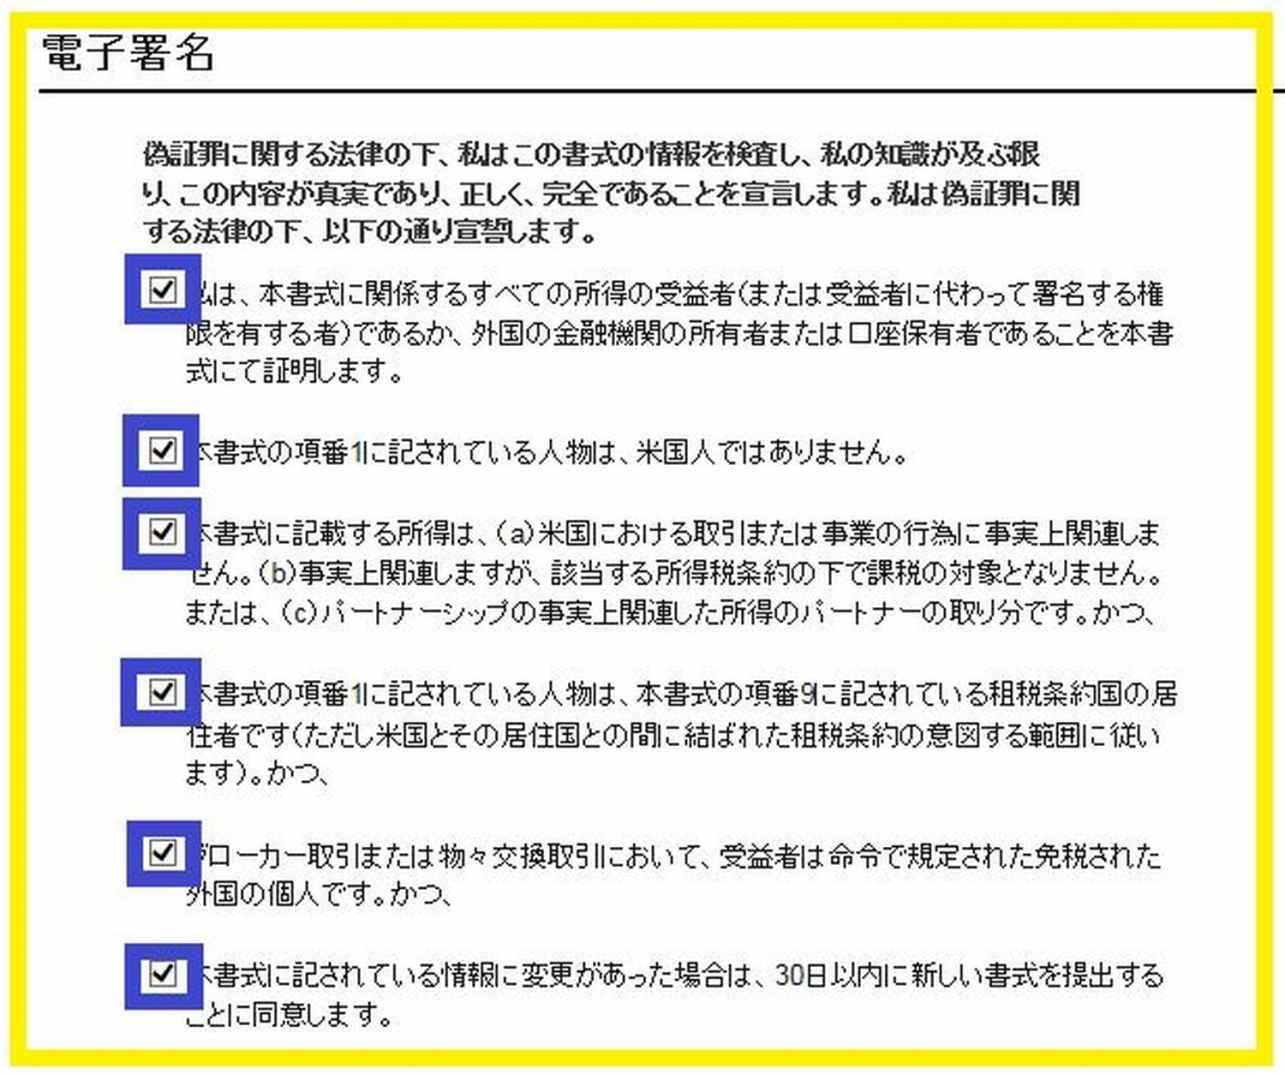 電子署名
偽証罪に関する法律の下、私はこの書式の情報を検査し、私の知識が及ぶ限
り、この内容が真実であり、正しく、完全であることを宣言します。私は偽証罪に関
する法律の下、以下の通り宣誓します。
私は、本書式に関係するすべての所得の受益者(または受益者に代わって署名する権
限を有する者)であるか、外国の金融機関の所有者または口座保有者であることを本書
式にて証明します。
本書式の項番1に記されている人物は、米国人ではありません。
本書式に記載する所得は、(a)米国における取引または事業の行為に事実上関連しま
せん。(b)事実上関連しますが、該当する所得税条約の下で課税の対象となりません。
または、(c)パートナーシップの事実上関連した所得のパートナーの取り分です。かつ、
本書式の項番1に記されている人物は、本書式の項番9に記されている租税条約国の居
住者です(ただし米国とその居住国との間に結ばれた租税条約の意図する範囲に従い
ます)。かつ、
ブローカー取引または物々交換取引において、受益者は命令で規定された免税された
外国の個人です。かつ、
本書式に記されている情報に変更があった場合は、30日以内に新しい書式を提出する
ことに同意します。